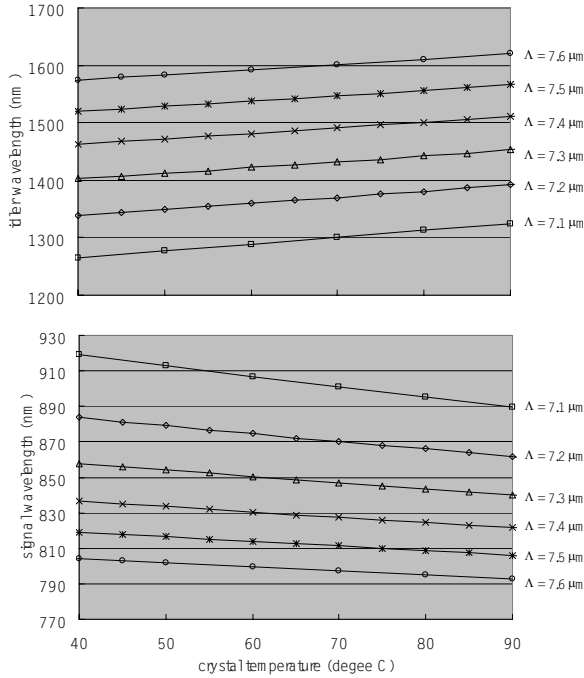 1700
1600
1500
1400
1300
1200
idler wavelength (nm)
Λ = 7.6 μm
Λ = 7.5 μm
Λ = 7.4 μm
Λ = 7.3 μm
Λ = 7.2 μm
Λ = 7.1 μm
930
910
890
870
850
830
810
790
770
signal wavelength (nm)
Λ = 7.1 μm
Λ = 7.2 μm
Λ = 7.3 μm
Λ = 7.4 μm
Λ = 7.5 μm
Λ = 7.6 μm
40 50 60 70 80 90
crystal temperature (degee C)